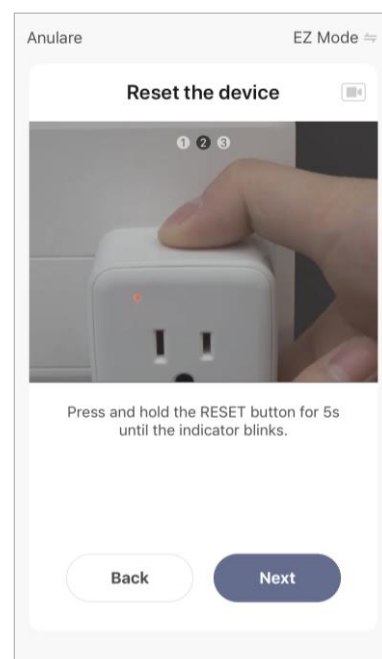 Anulare
EZ Mode ⇋
Reset the device
1 2 3
Press and hold the RESET button for 5s
until the indicator blinks.
Back
Next